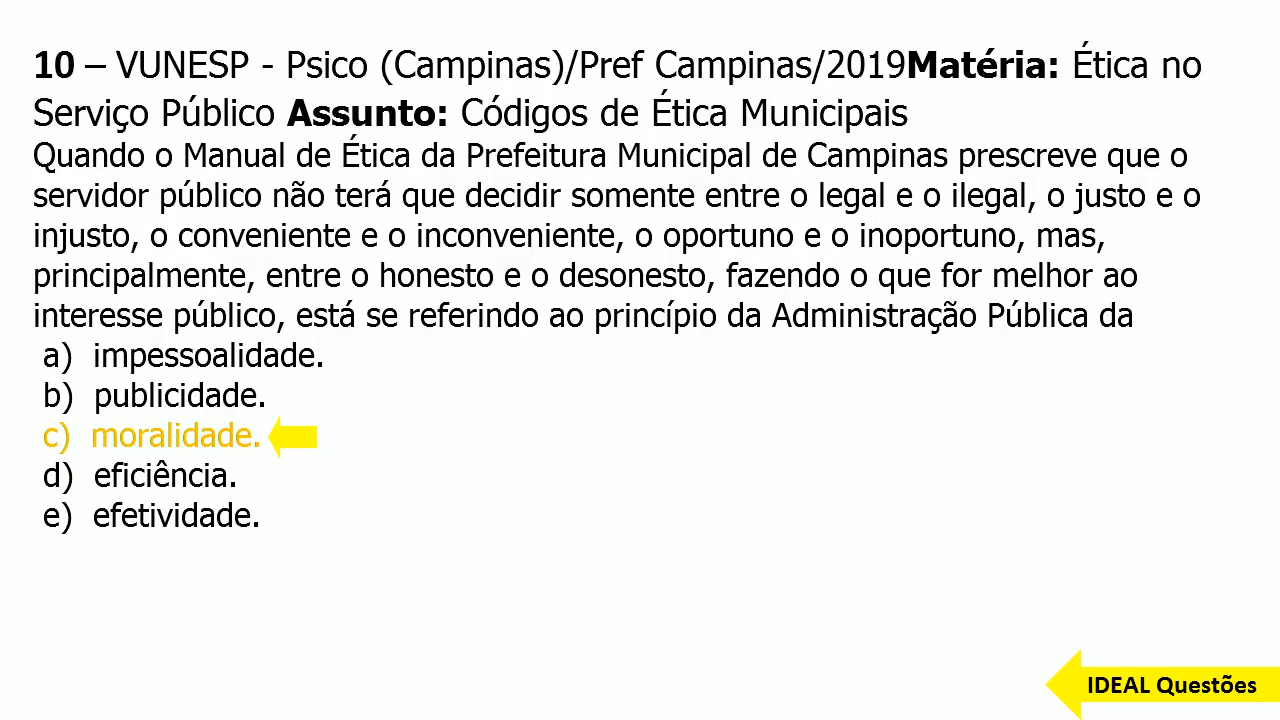 10 – VUNESP - Psico (Campinas)/Pref Campinas/2019Matéria: Ética no
Serviço Público Assunto: Códigos de Ética Municipais
Quando o Manual de Ética da Prefeitura Municipal de Campinas prescreve que o
servidor público não terá que decidir somente entre o legal e o ilegal, o justo e o
injusto, o conveniente e o inconveniente, o oportuno e o inoportuno, mas,
principalmente, entre o honesto e o desonesto, fazendo o que for melhor ao
interesse público, está se referindo ao princípio da Administração Pública da
a) impessoalidade.
b) publicidade.
c) moralidade.
d) eficiência.
e) efetividade.
IDEAL Questões